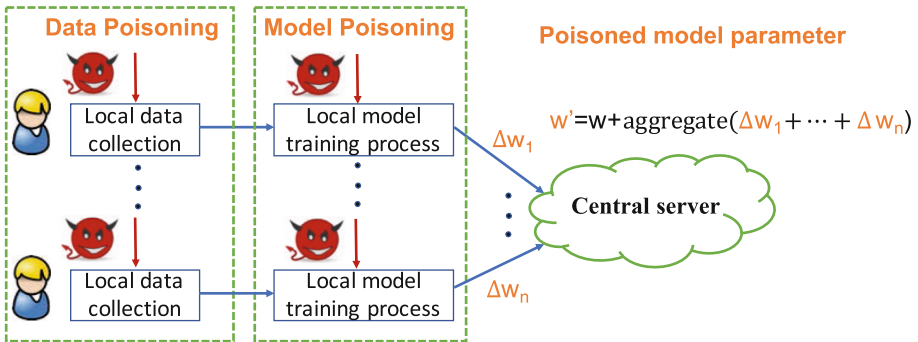 Data Poisoning
Model Poisoning
Poisoned model parameter
Local data
collection
Local model
training process
Δw₁
w'=w+aggregate(Δw₁+⋯+Δwₙ)
Central server
Local data
collection
Local model
training process
Δwₙ